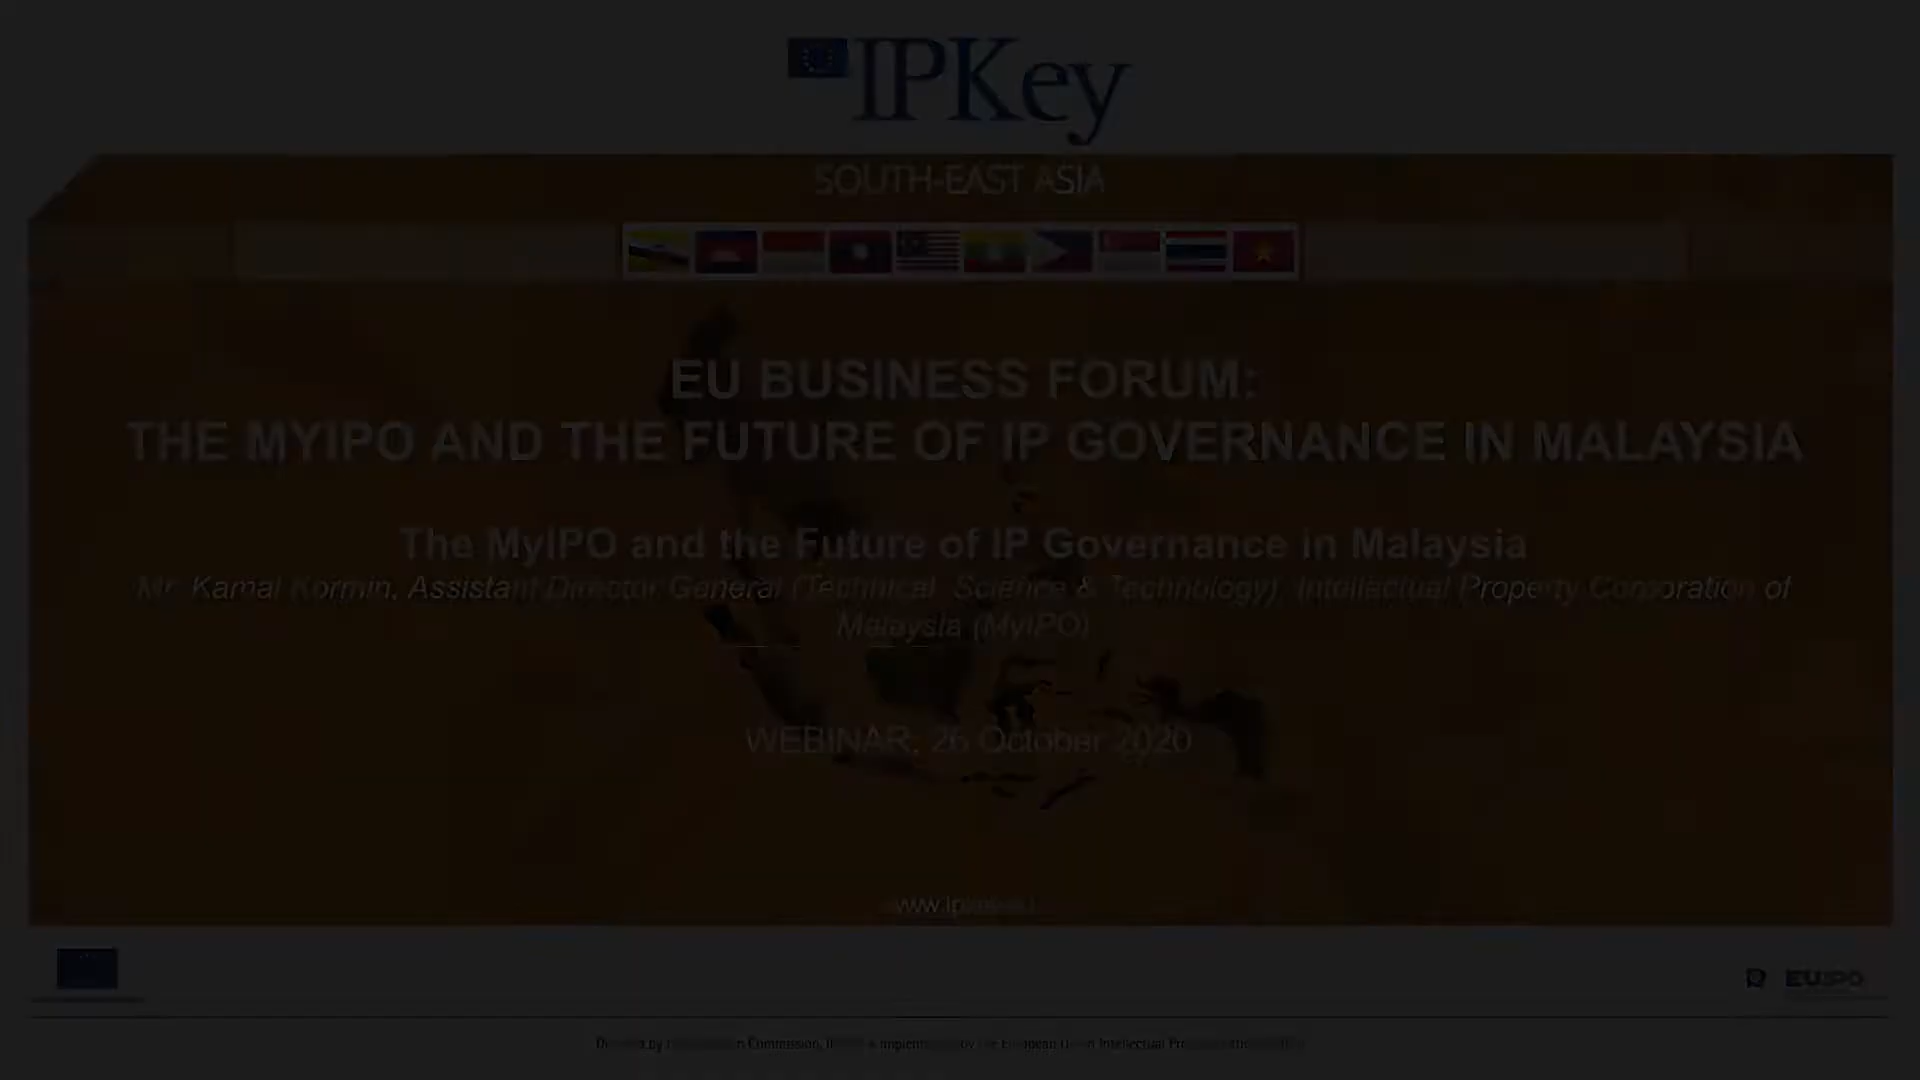 IPKey
SOUTH-EAST ASIA
EU BUSINESS FORUM:
THE MYIPO AND THE FUTURE OF IP GOVERNANCE IN MALAYSIA
The MyIPO and the Future of IP Governance in Malaysia
Mr. Kamal Kormin, Assistant Director General (Technical, Science & Technology), Intellectual Property Corporation of
Malaysia (MyIPO)
WEBINAR, 26 October 2020
EUIPO